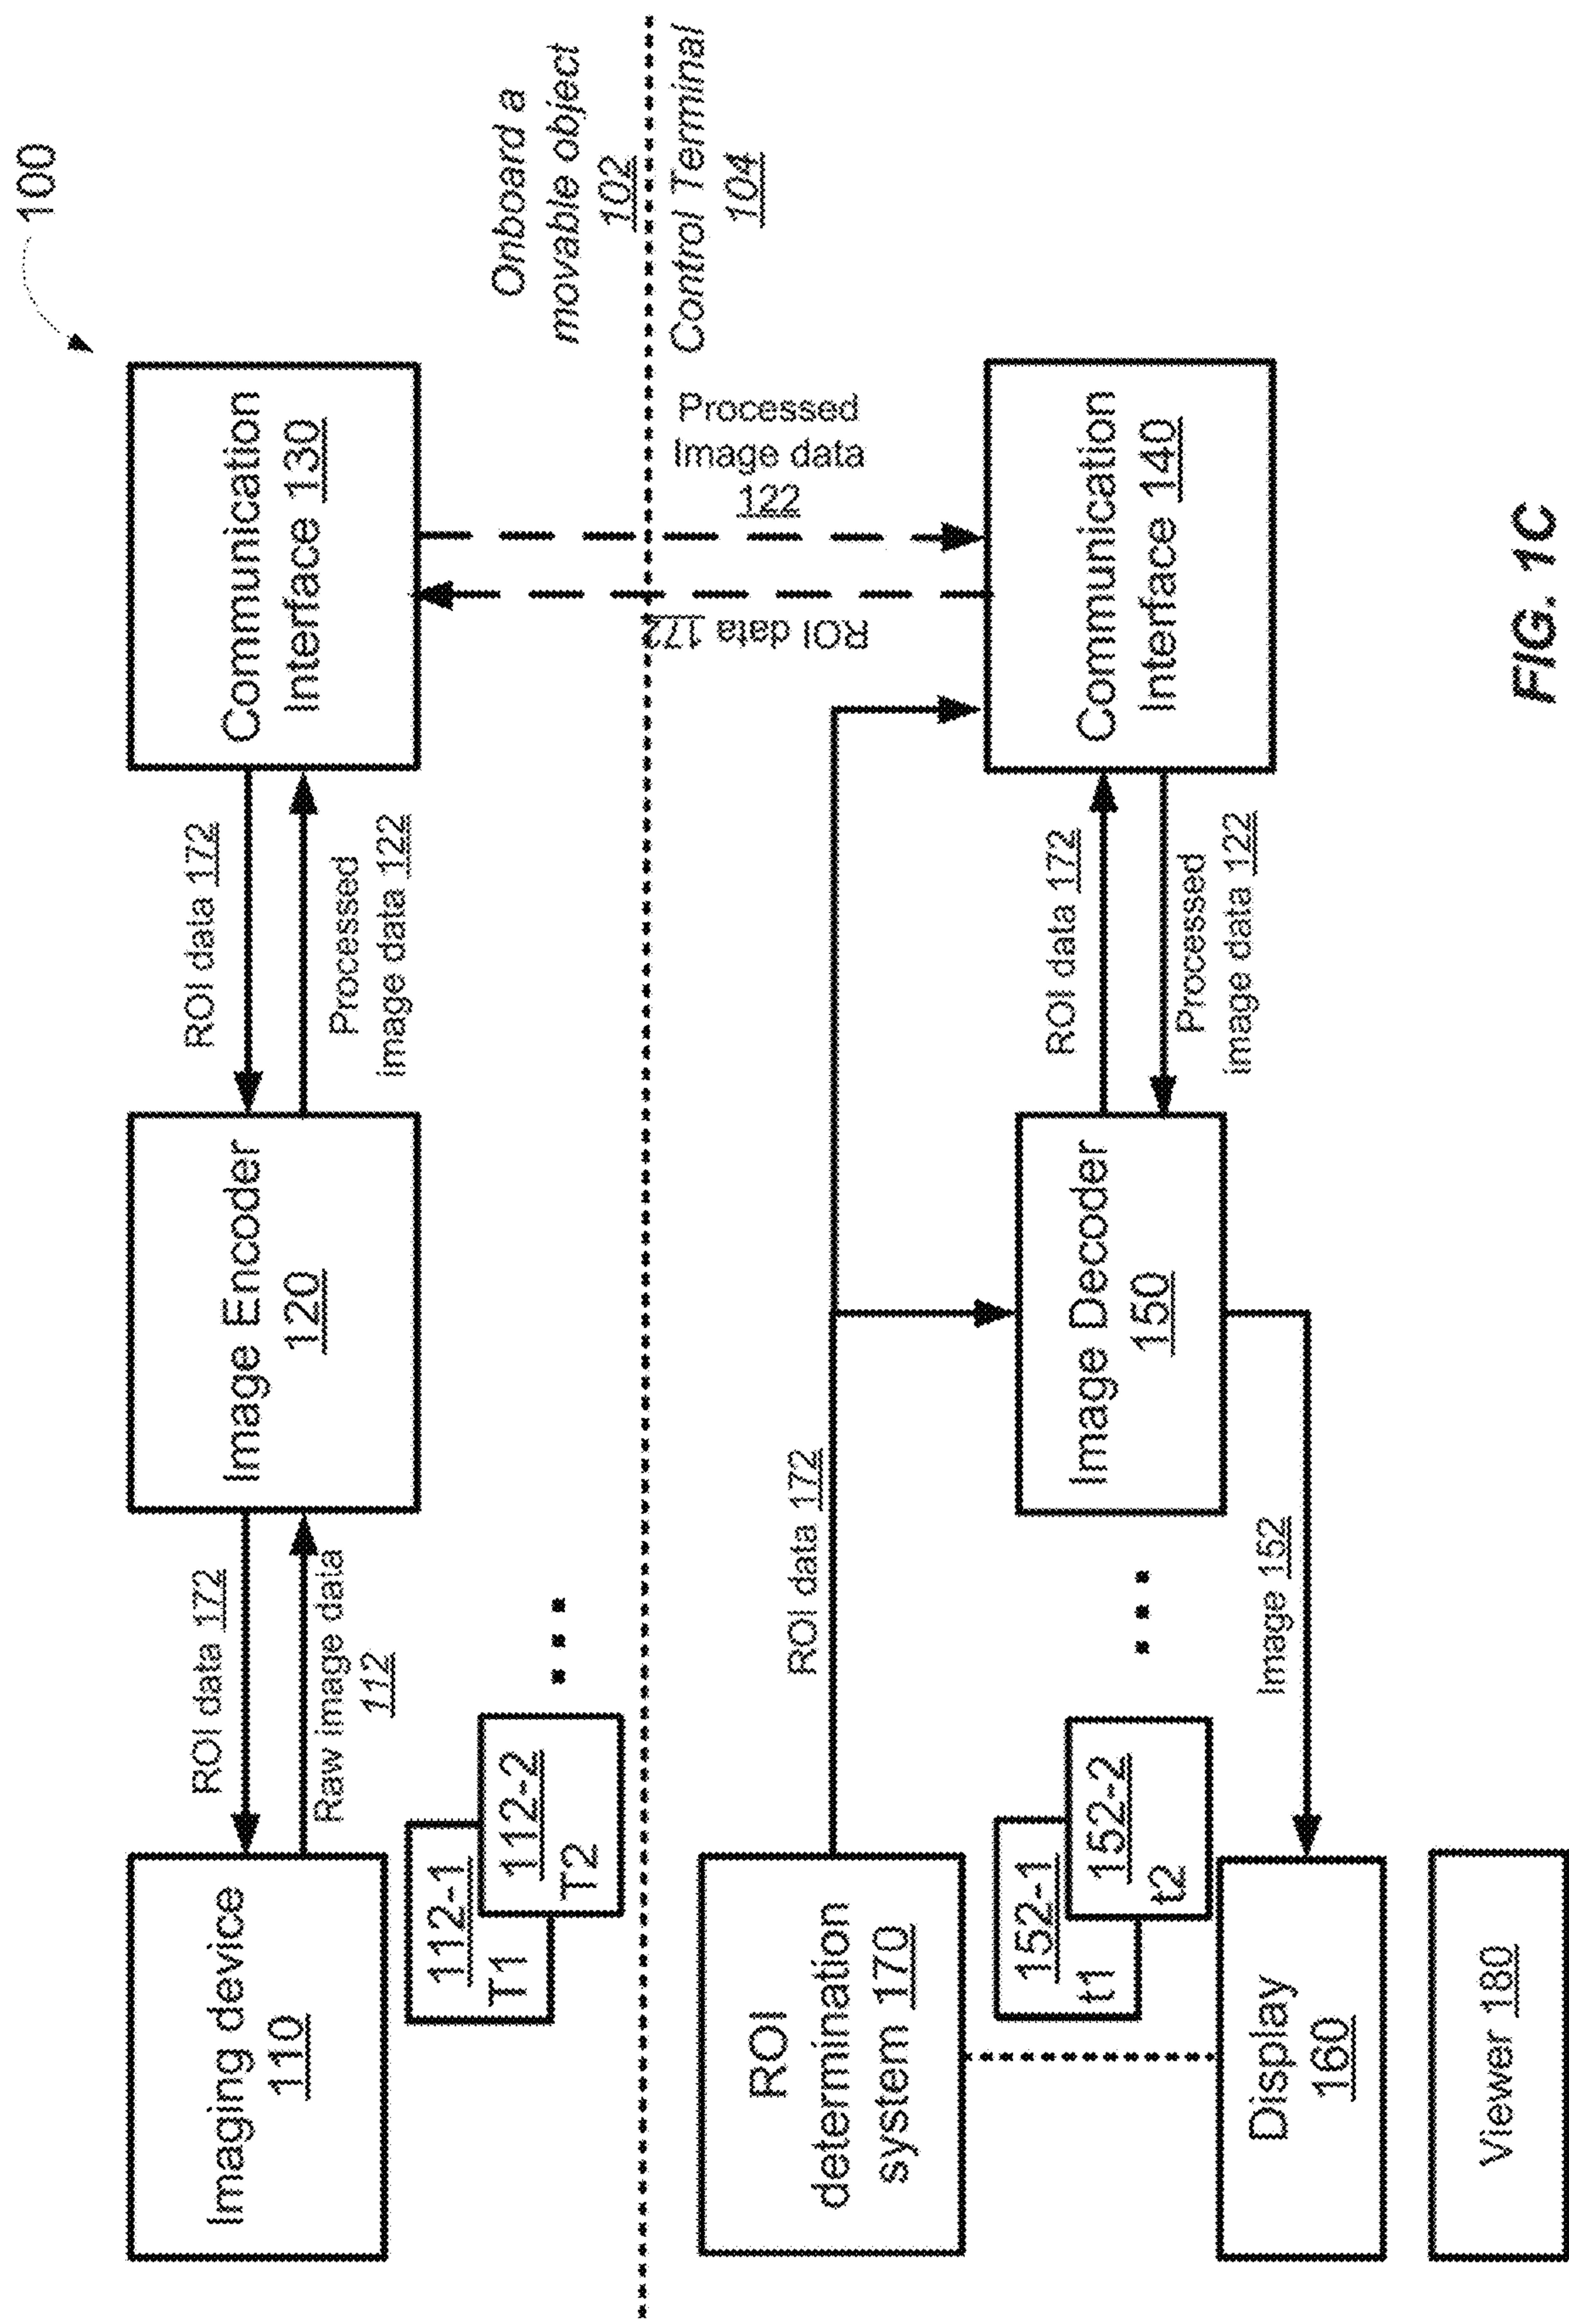 100
Imaging device
110
ROI data 172
Raw image data
112
Image Encoder
120
ROI data 172
Processed
image data 122
Communication
Interface 130
112-1
T1
112-2
T2
Onboard a
movable object
102
Control Terminal
104
ROI data 172
Processed
Image data
122
ROI
determination
system 170
ROI data 172
152-1
t1
152-2
t2
Image Decoder
150
ROI data 172
Processed
image data 122
Communication
Interface 140
Image 152
Display
160
Viewer 180
FIG. 1C